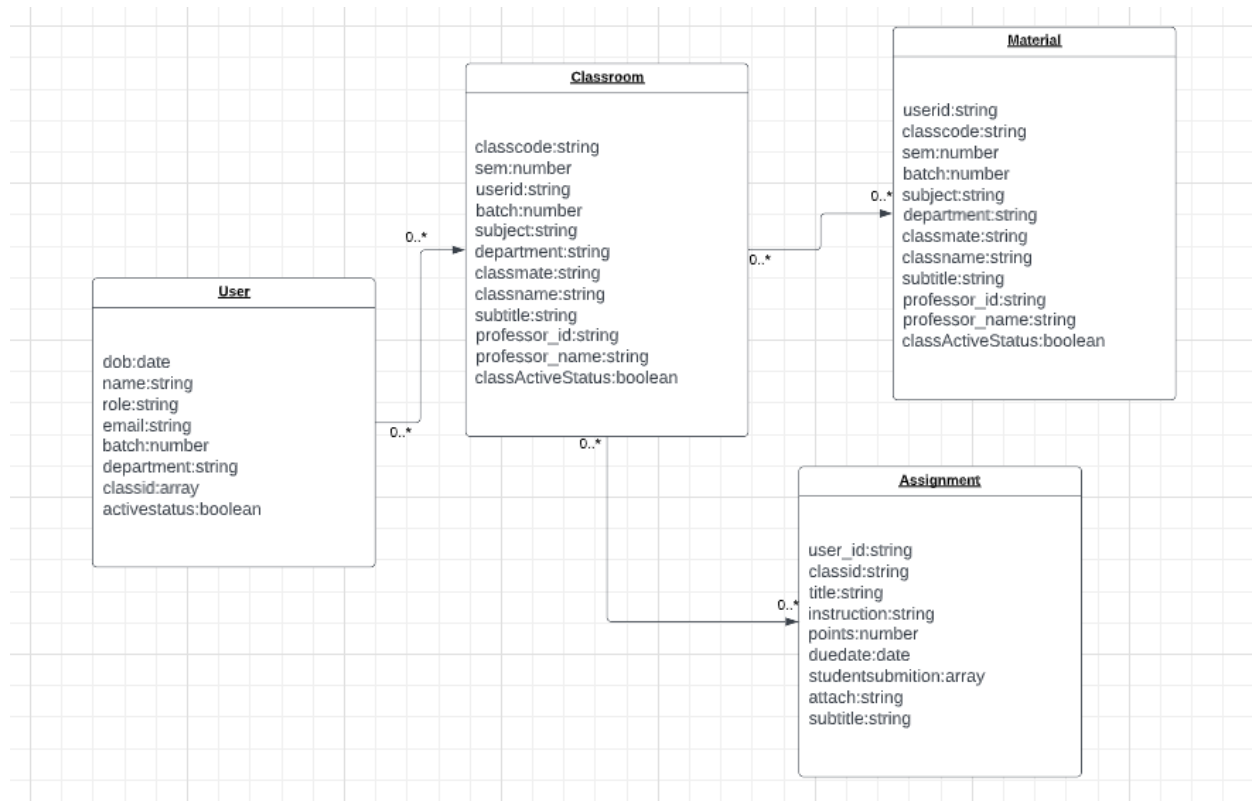 User
dob:date
name:string
role:string
email:string
batch:number
department:string
classid:array
activestatus:boolean
0..*
0..*
Classroom
classcode:string
sem:number
userid:string
batch:number
subject:string
department:string
classmate:string
classname:string
subtitle:string
professor_id:string
professor_name:string
classActiveStatus:boolean
0..*
0..*
Material
userid:string
classcode:string
sem:number
batch:number
subject:string
department:string
classmate:string
classname:string
subtitle:string
professor_id:string
professor_name:string
classActiveStatus:boolean
0..*
0..*
Assignment
user_id:string
classid:string
title:string
instruction:string
points:number
duedate:date
studentsubmition:array
attach:string
subtitle:string